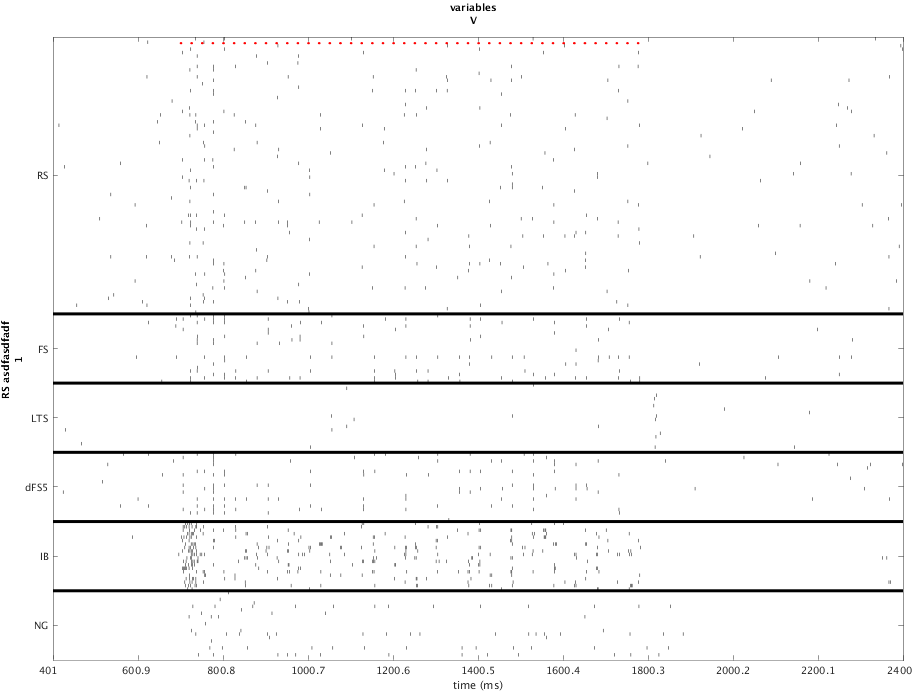 variables
V
RS
FS
LTS
dFS5
IB
NG
RS asdfasdfadf
1
401 600.9 800.8 1000.7 1200.6 1400.5 1600.4 1800.3 2000.2 2200.1 2400
time (ms)